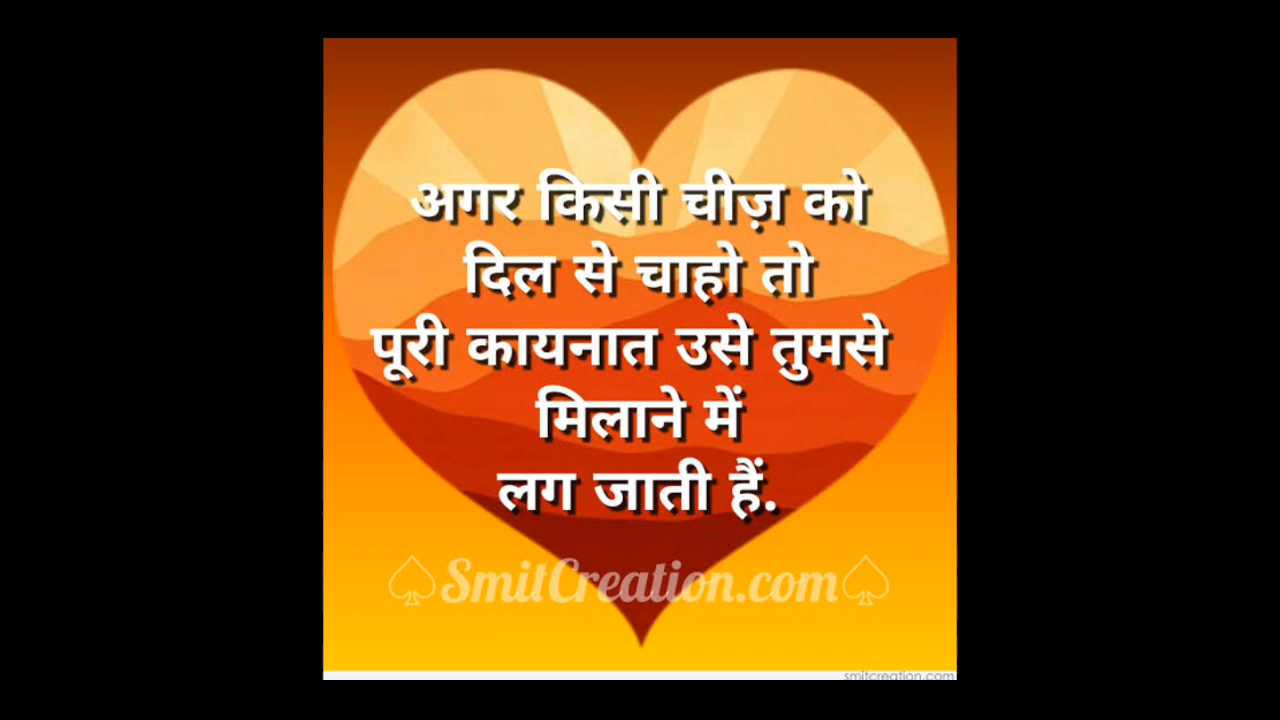 अगर किसी चीज़ को
दिल से चाहो तो
पूरी कायनात उसे तुमसे
मिलाने में
लग जाती हैं.
SmitCreation.com
smitcreation.com